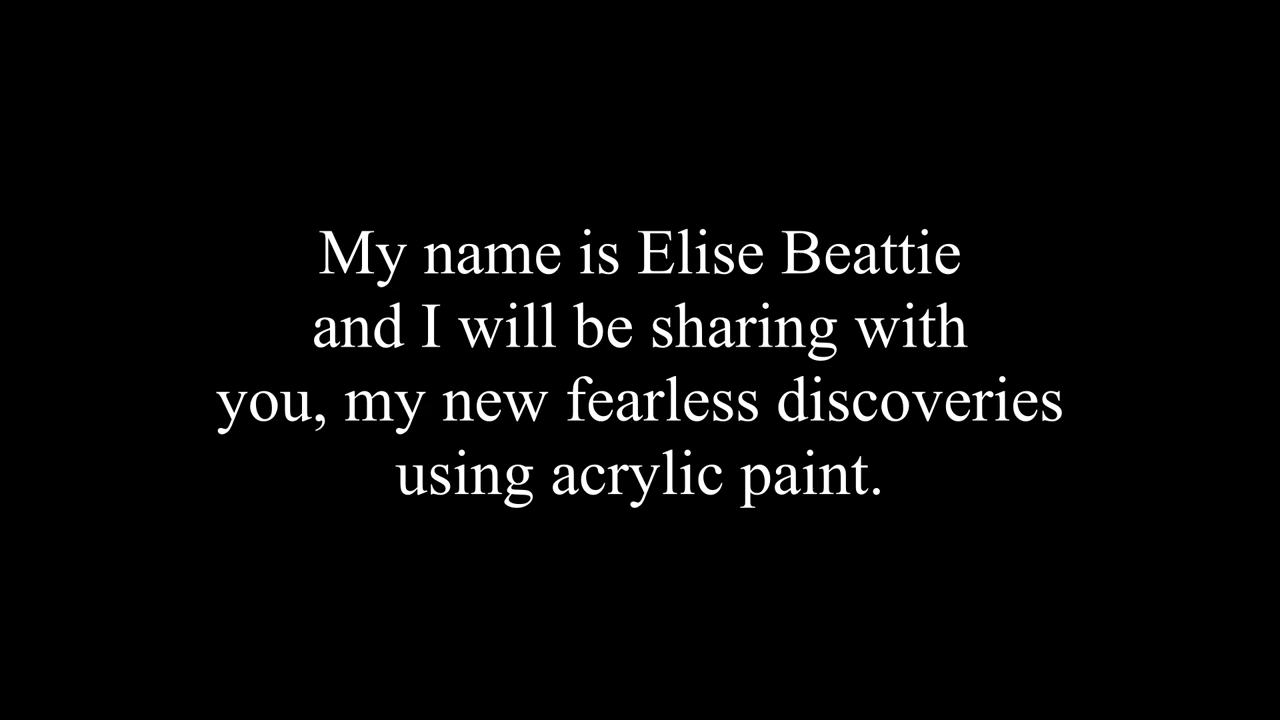 My name is Elise Beattie
and I will be sharing with
you, my new fearless discoveries
using acrylic paint.